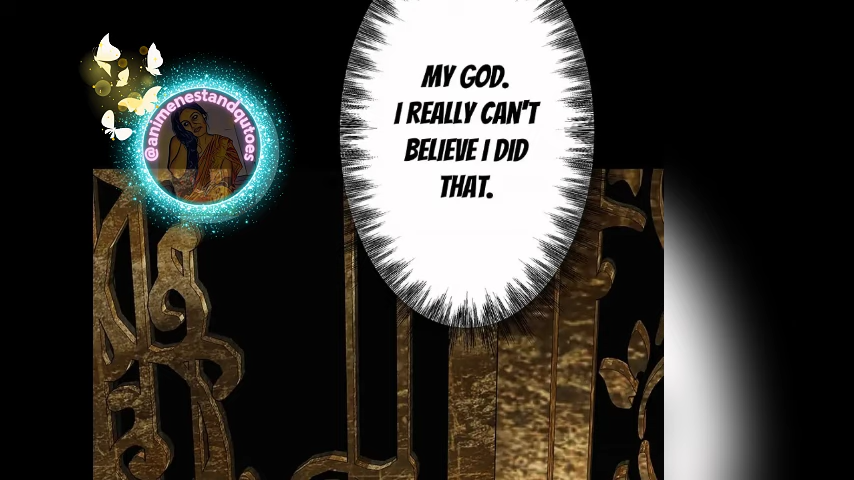 @animenestandqutoes
MY GOD.
I REALLY CAN'T
BELIEVE I DID
THAT.